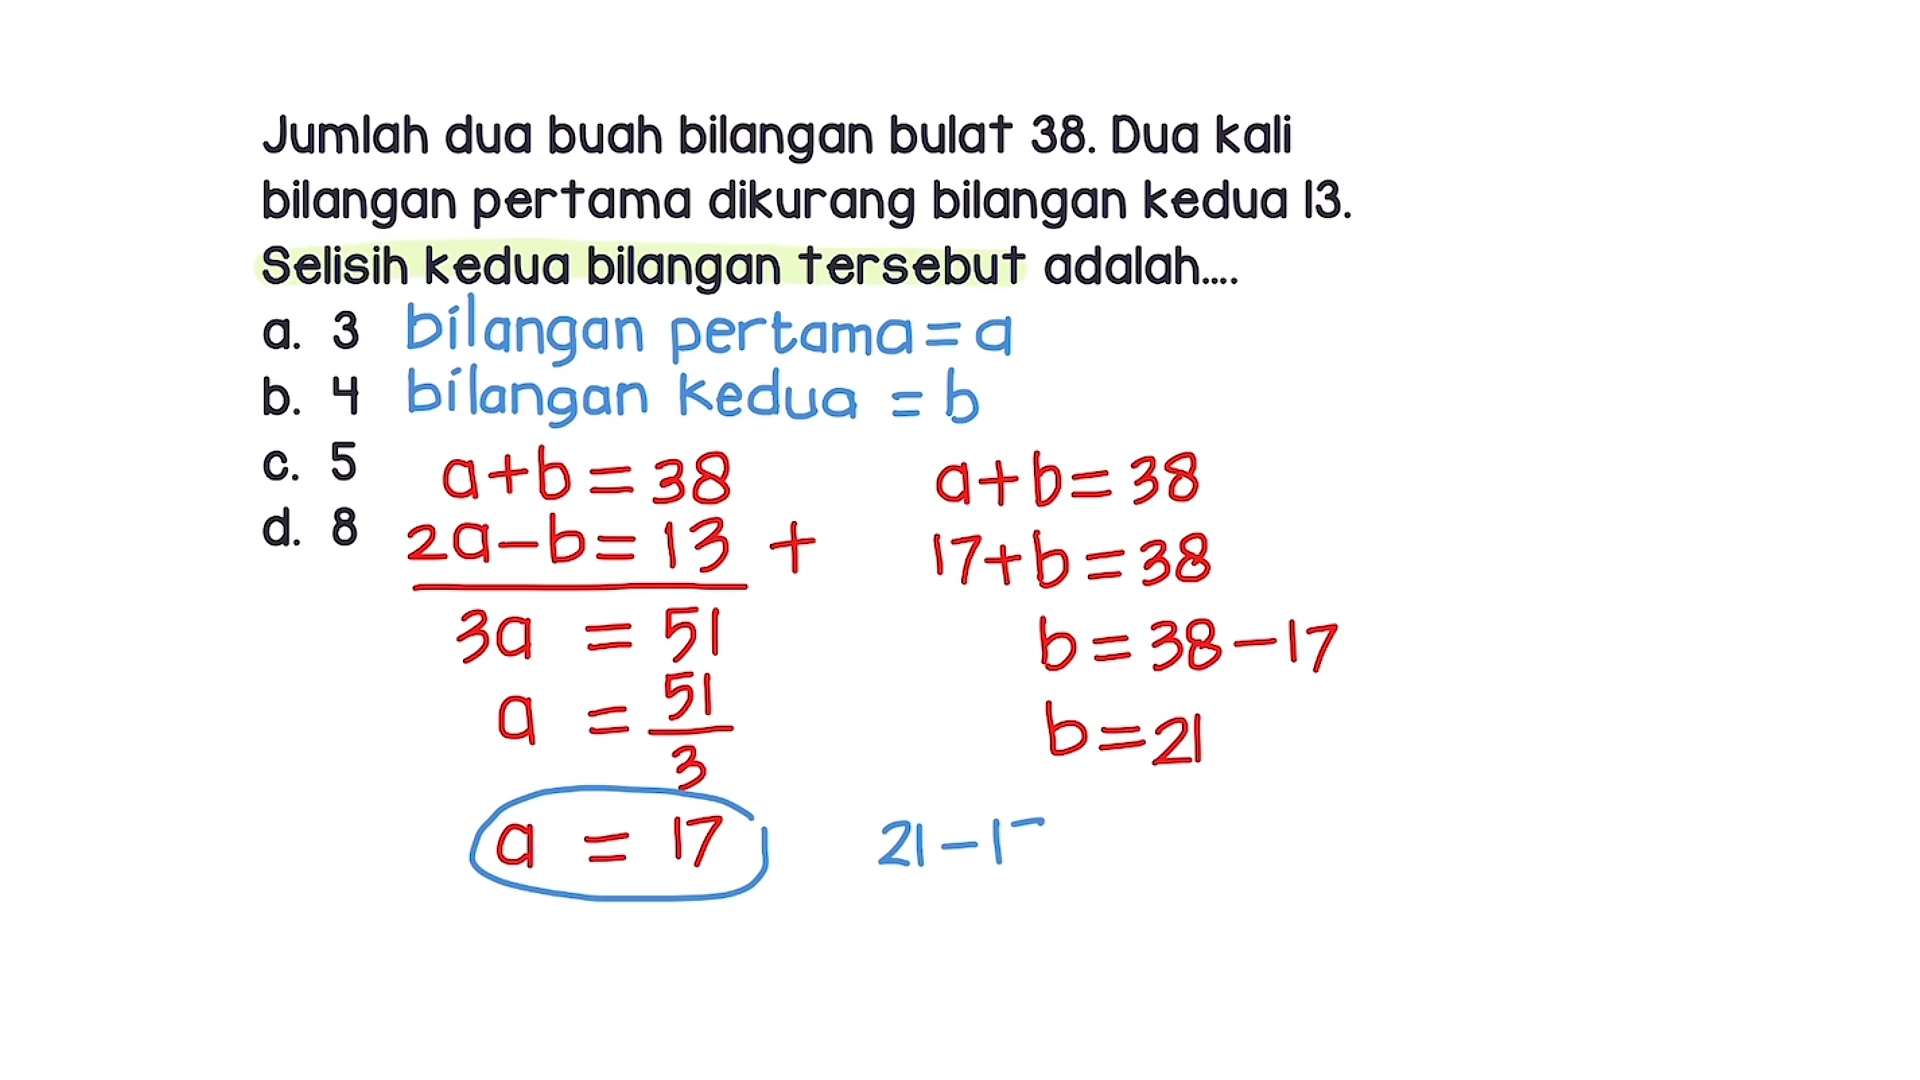 Jumlah dua buah bilangan bulat 38. Dua kali
bilangan pertama dikurang bilangan kedua 13.
Selisih kedua bilangan tersebut adalah....
a. 3
bilangan pertama = a
b. 4
bilangan kedua = b
c. 5
d. 8
a+b=38
2a-b=13 +
3a = 51
a = 51/3
a = 17
a+b=38
17+b=38
b=38-17
b=21
21-1